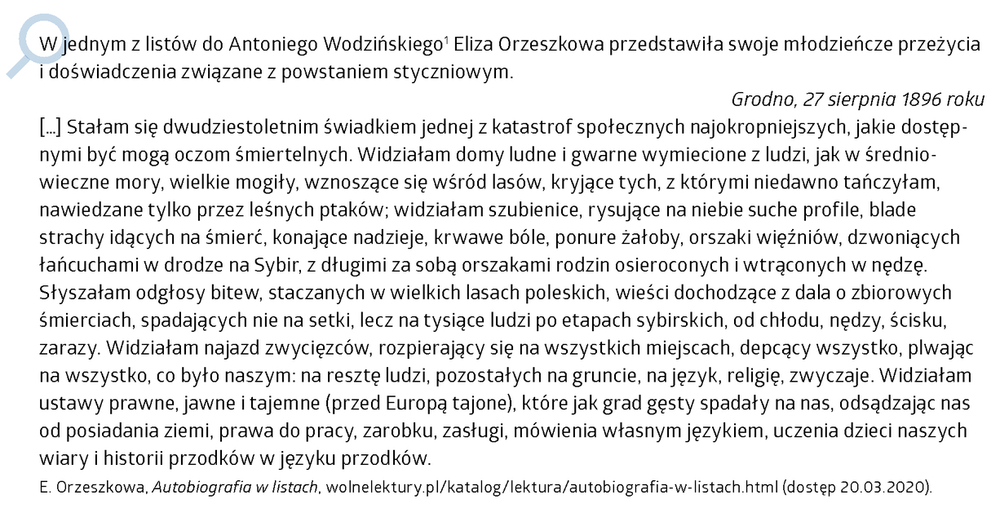 W jednym z listów do Antoniego Wodzińskiego¹ Eliza Orzeszkowa przedstawiła swoje młodzieńcze przeżycia
i doświadczenia związane z powstaniem styczniowym.
Grodno, 27 sierpnia 1896 roku
[...] Stałam się dwudziestoletnim świadkiem jednej z katastrof społecznych najokropniejszych, jakie dostęp-
nymi być mogą oczom śmiertelnych. Widziałam domy ludne i gwarne wymiecione z ludzi, jak w średnio-
wieczne mory, wielkie mogiły, wznoszące się wśród lasów, kryjące tych, z którymi niedawno tańczyłam,
nawiedzane tylko przez leśnych ptaków; widziałam szubienice, rysujące na niebie suche profile, blade
strachy idących na śmierć, konające nadzieje, krwawe bóle, ponure żałoby, orszaki więźniów, dzwoniących
łańcuchami w drodze na Sybir, z długimi za sobą orszakami rodzin osieroconych i wtrąconych w nędzę.
Słyszałam odgłosy bitew, staczanych w wielkich lasach poleskich, wieści dochodzące z dala o zbiorowych
śmierciach, spadających nie na setki, lecz na tysiące ludzi po etapach sybirskich, od chłodu, nędzy, ścisku,
zarazy. Widziałam najazd zwycięzców, rozpierający się na wszystkich miejscach, depcący wszystko, plwając
na wszystko, co było naszym: na resztę ludzi, pozostałych na gruncie, na język, religię, zwyczaje. Widziałam
ustawy prawne, jawne i tajemne (przed Europą tajone), które jak grad gęsty spadały na nas, odsądzając nas
od posiadania ziemi, prawa do pracy, zarobku, zasługi, mówienia własnym językiem, uczenia dzieci naszych
wiary i historii przodków w języku przodków.
E. Orzeszkowa, Autobiografia w listach, wolnelektury.pl/katalog/lektura/autobiografia-w-listach.html (dostęp 20.03.2020).